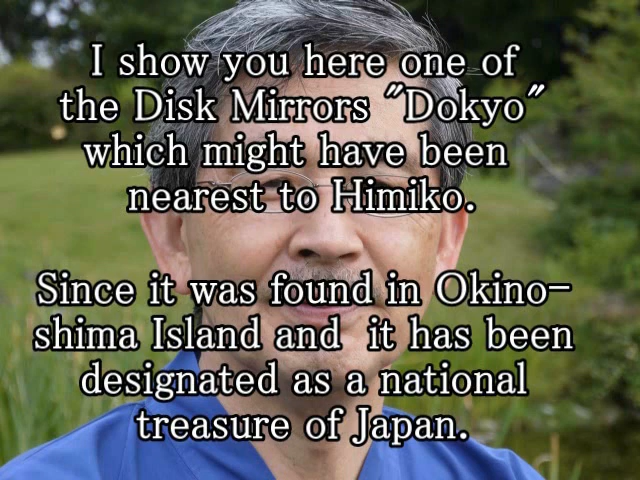 I show you here one of
the Disk Mirrors "Dokyo"
which might have been
nearest to Himiko.
Since it was found in Okino-
shima Island and it has been
designated as a national
treasure of Japan.